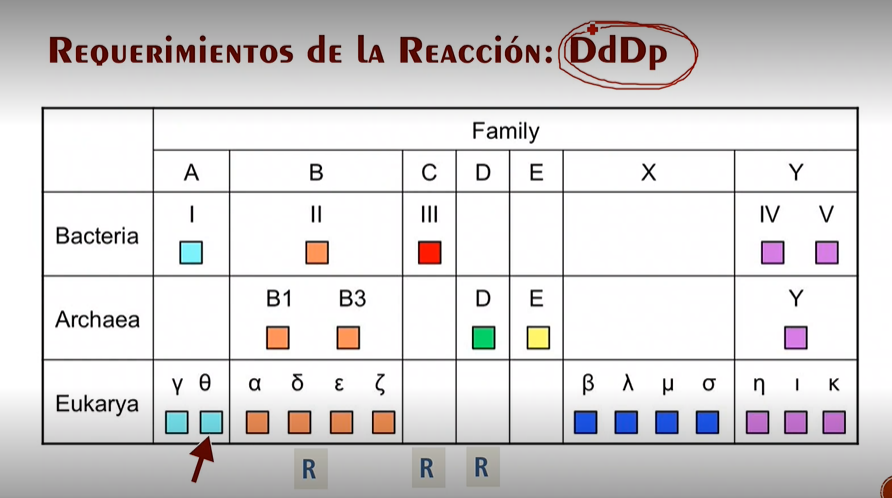 Requerimientos de la Reacción: DdDp
Family
A B C D E X Y
Bacteria I II III IV V
Archaea B1 B3 D E Y
Eukarya γ θ α δ ε ζ β λ μ σ η ι κ
R R R